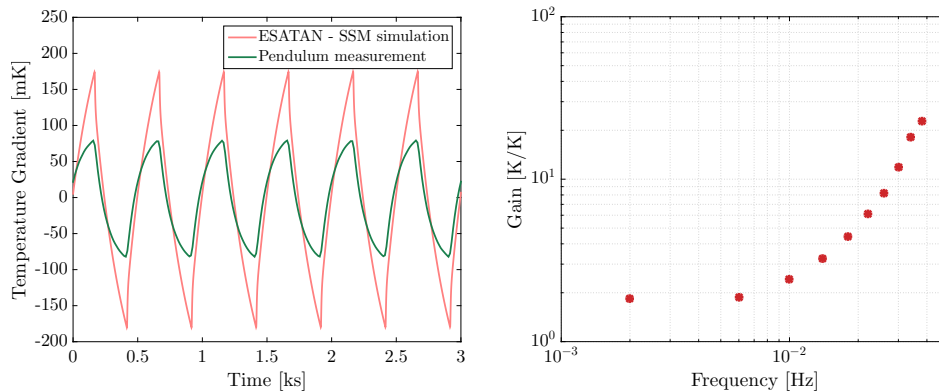 ESATAN - SSM simulation
Pendulum measurement
Temperature Gradient [mK]
250
200
150
100
50
0
-50
-100
-150
-200
0 0.5 1 1.5 2 2.5 3
Time [ks]
Gain [K/K]
10^2
10^1
10^0
10^-3 10^-2
Frequency [Hz]